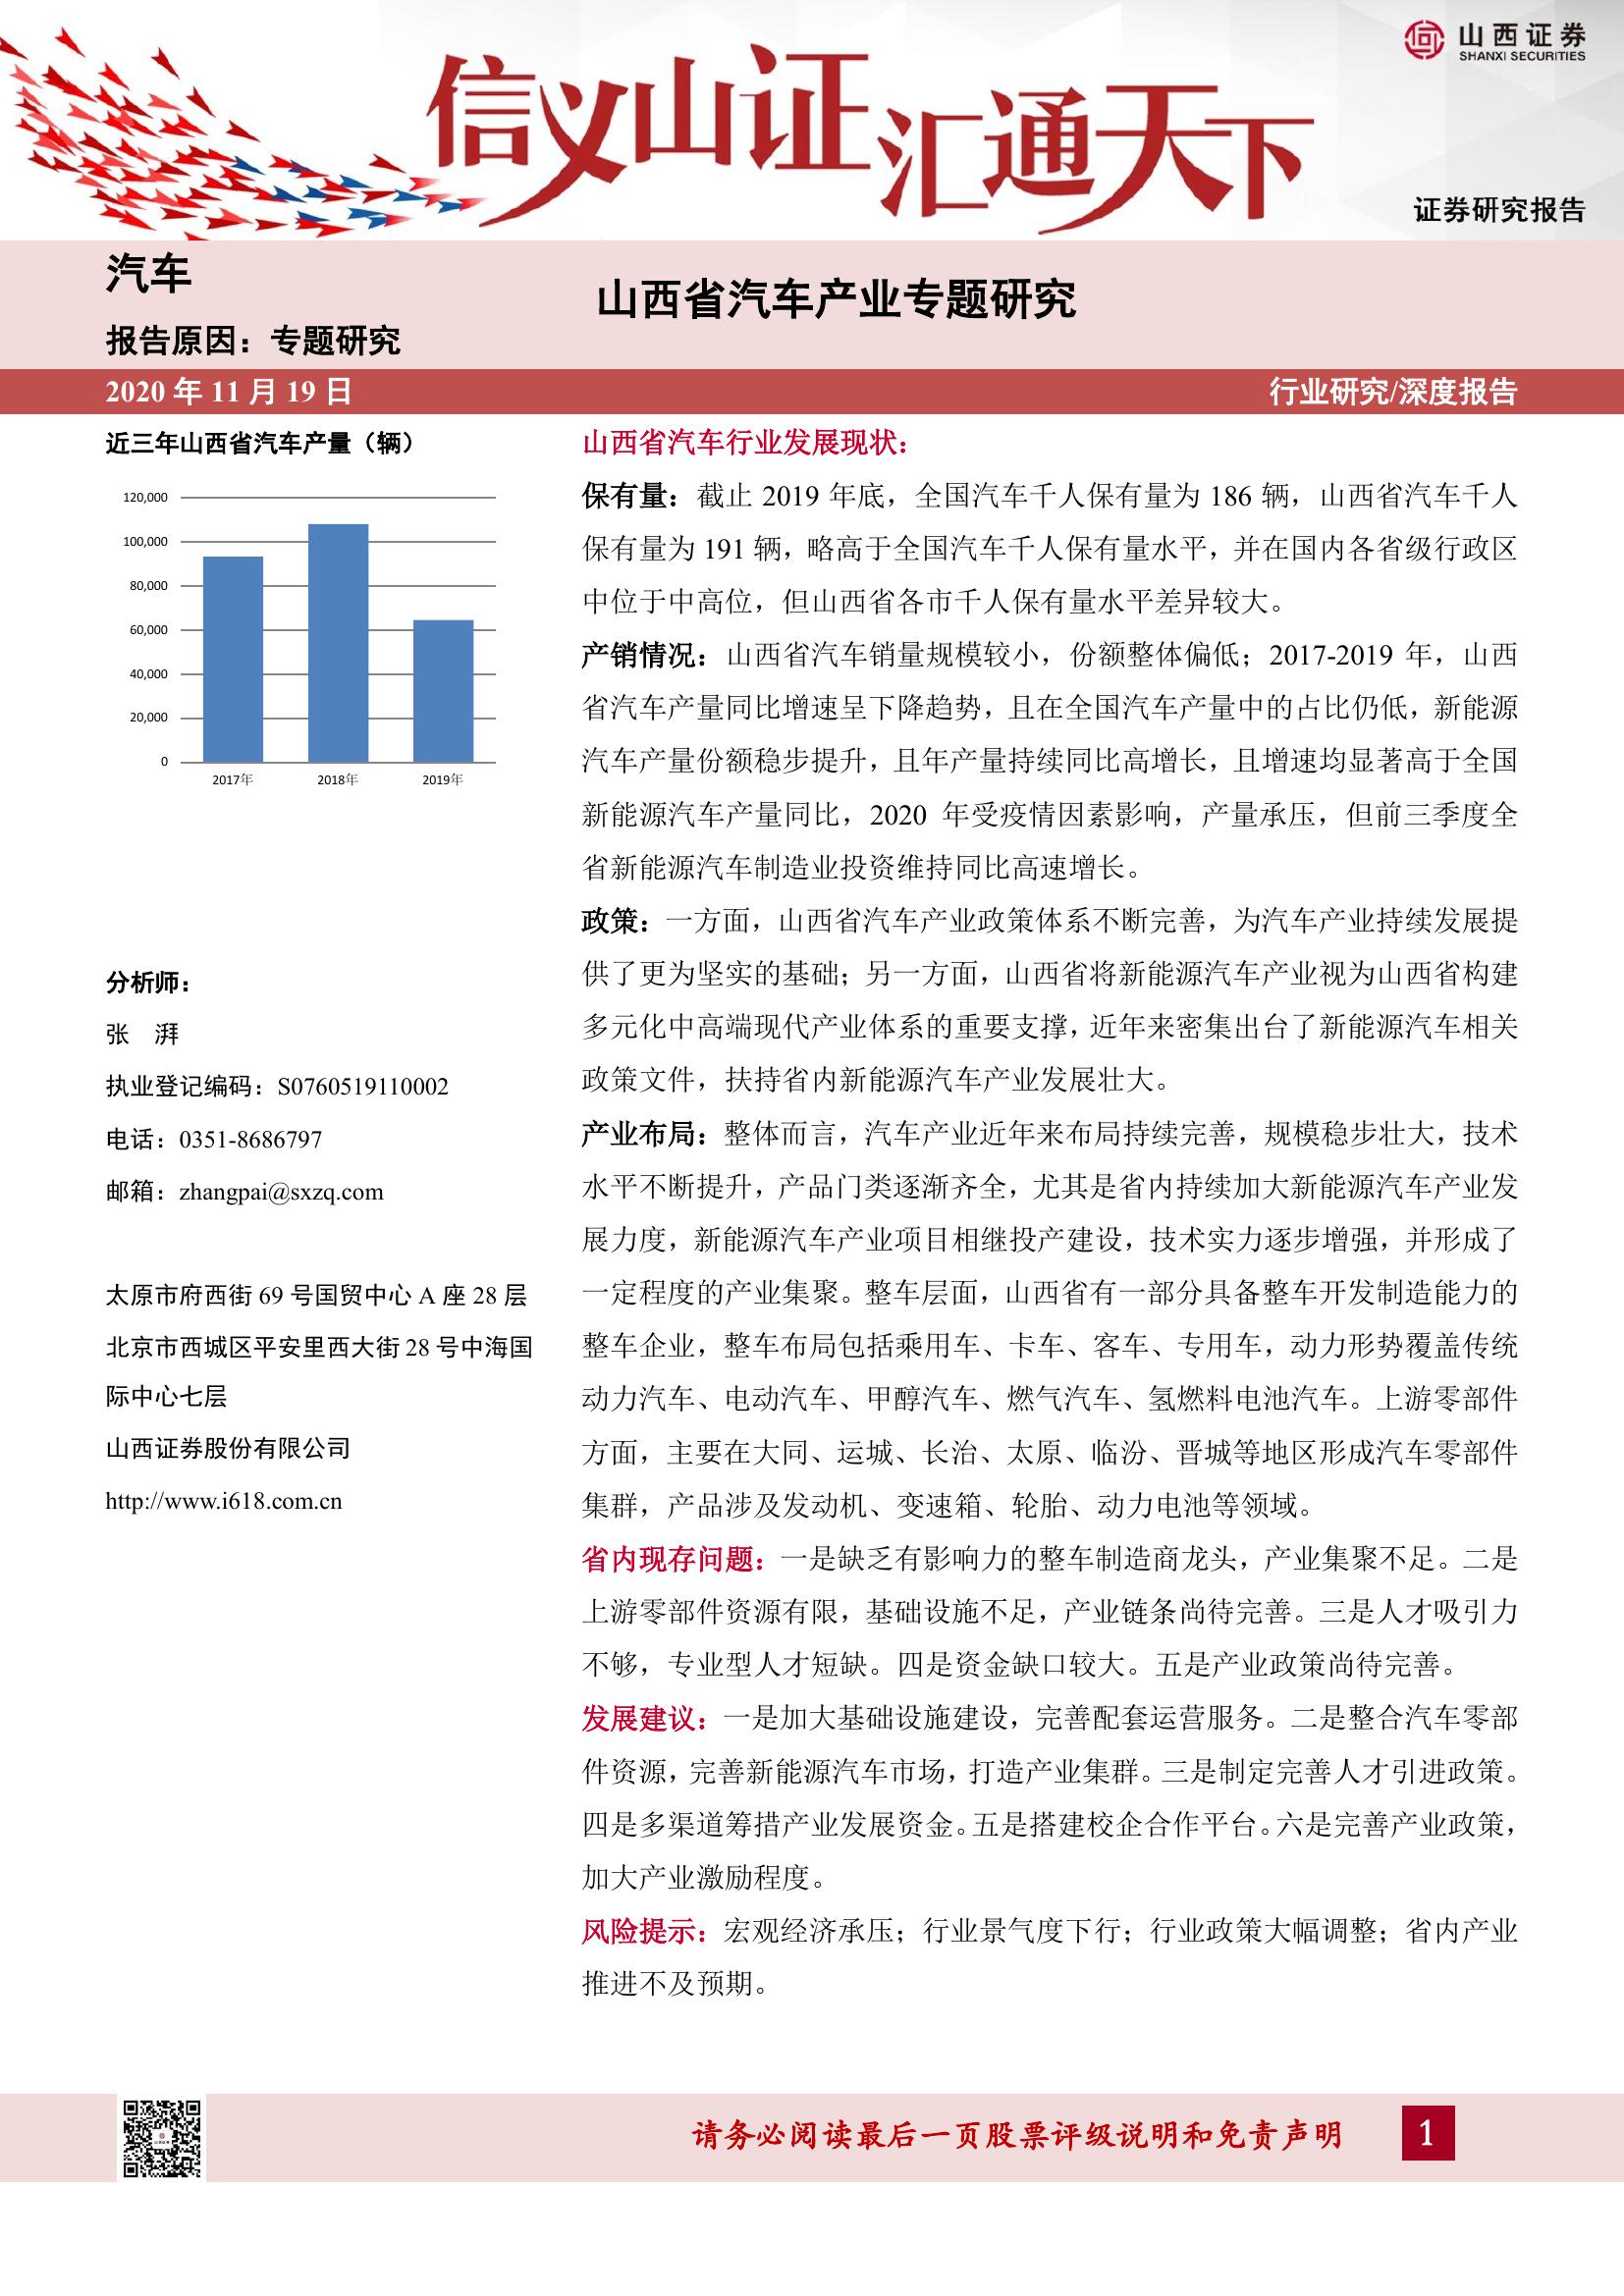 山西证券
SHANXI SECURITIES
信义山证汇通天下
证券研究报告
汽车
报告原因：专题研究
山西省汽车产业专题研究
2020 年 11 月 19 日
行业研究/深度报告
近三年山西省汽车产量（辆）
120,000
100,000
80,000
60,000
40,000
20,000
0
2017年 2018年 2019年
分析师：
张 湃
执业登记编码：S0760519110002
电话：0351-8686797
邮箱：zhangpai@sxzq.com
太原市府西街 69 号国贸中心 A 座 28 层
北京市西城区平安里西大街 28 号中海国
际中心七层
山西证券股份有限公司
http://www.i618.com.cn
山西省汽车行业发展现状：
保有量：截止 2019 年底，全国汽车千人保有量为 186 辆，山西省汽车千人
保有量为 191 辆，略高于全国汽车千人保有量水平，并在国内各省级行政区
中位于中高位，但山西省各市千人保有量水平差异较大。
产销情况：山西省汽车销量规模较小，份额整体偏低；2017-2019 年，山西
省汽车产量同比增速呈下降趋势，且在全国汽车产量中的占比仍低，新能源
汽车产量份额稳步提升，且年产量持续同比高增长，且增速均显著高于全国
新能源汽车产量同比，2020 年受疫情因素影响，产量承压，但前三季度全
省新能源汽车制造业投资维持同比高速增长。
政策：一方面，山西省汽车产业政策体系不断完善，为汽车产业持续发展提
供了更为坚实的基础；另一方面，山西省将新能源汽车产业视为山西省构建
多元化中高端现代产业体系的重要支撑，近年来密集出台了新能源汽车相关
政策文件，扶持省内新能源汽车产业发展壮大。
产业布局：整体而言，汽车产业近年来布局持续完善，规模稳步壮大，技术
水平不断提升，产品门类逐渐齐全，尤其是省内持续加大新能源汽车产业发
展力度，新能源汽车产业项目相继投产建设，技术实力逐步增强，并形成了
一定程度的产业集聚。整车层面，山西省有一部分具备整车开发制造能力的
整车企业，整车布局包括乘用车、卡车、客车、专用车，动力形势覆盖传统
动力汽车、电动汽车、甲醇汽车、燃气汽车、氢燃料电池汽车。上游零部件
方面，主要在大同、运城、长治、太原、临汾、晋城等地区形成汽车零部件
集群，产品涉及发动机、变速箱、轮胎、动力电池等领域。
省内现存问题：一是缺乏有影响力的整车制造商龙头，产业集聚不足。二是
上游零部件资源有限，基础设施不足，产业链条尚待完善。三是人才吸引力
不够，专业型人才短缺。四是资金缺口较大。五是产业政策尚待完善。
发展建议：一是加大基础设施建设，完善配套运营服务。二是整合汽车零部
件资源，完善新能源汽车市场，打造产业集群。三是制定完善人才引进政策。
四是多渠道筹措产业发展资金。五是搭建校企合作平台。六是完善产业政策，
加大产业激励程度。
风险提示：宏观经济承压；行业景气度下行；行业政策大幅调整；省内产业
推进不及预期。
请务必阅读最后一页股票评级说明和免责声明
1